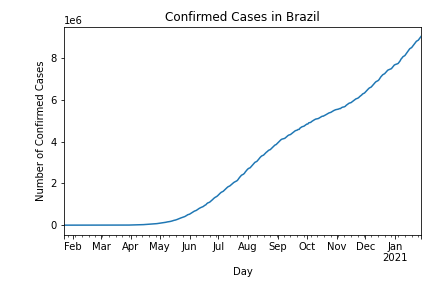 Confirmed Cases in Brazil
1e6
8
6
4
2
0
Number of Confirmed Cases
Feb Mar Apr May Jun Jul Aug Sep Oct Nov Dec Jan
2021
Day